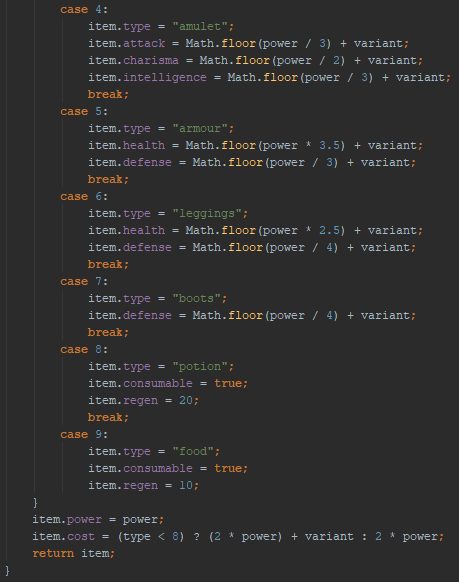 case 4:
item.type = "amulet";
item.attack = Math.floor(power / 3) + variant;
item.charisma = Math.floor(power / 2) + variant;
item.intelligence = Math.floor(power / 3) + variant;
break;
case 5:
item.type = "armour";
item.health = Math.floor(power * 3.5) + variant;
item.defense = Math.floor(power / 3) + variant;
break;
case 6:
item.type = "leggings";
item.health = Math.floor(power * 2.5) + variant;
item.defense = Math.floor(power / 4) + variant;
break;
case 7:
item.type = "boots";
item.defense = Math.floor(power / 4) + variant;
break;
case 8:
item.type = "potion";
item.consumable = true;
item.regen = 20;
break;
case 9:
item.type = "food";
item.consumable = true;
item.regen = 10;
}
item.power = power;
item.cost = (type < 8) ? (2 * power) + variant : 2 * power;
return item;
}